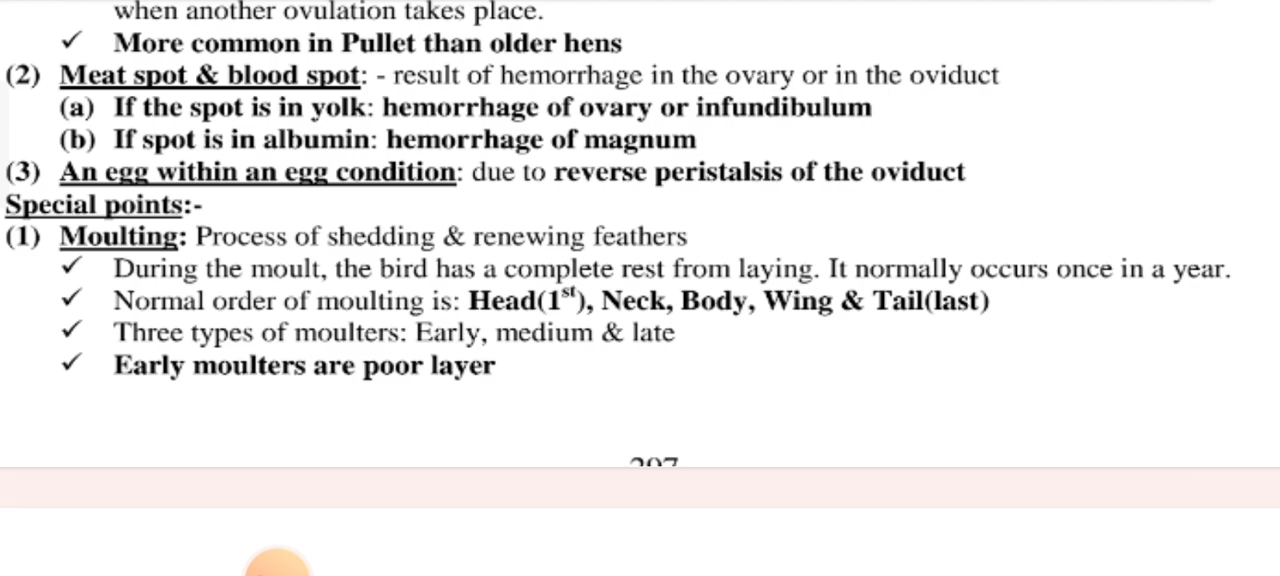 when another ovulation takes place.
✓ More common in Pullet than older hens
(2) Meat spot & blood spot: - result of hemorrhage in the ovary or in the oviduct
(a) If the spot is in yolk: hemorrhage of ovary or infundibulum
(b) If spot is in albumin: hemorrhage of magnum
(3) An egg within an egg condition: due to reverse peristalsis of the oviduct
Special points:-
(1) Moulting: Process of shedding & renewing feathers
✓ During the moult, the bird has a complete rest from laying. It normally occurs once in a year.
✓ Normal order of moulting is: Head(1st), Neck, Body, Wing & Tail(last)
✓ Three types of moulters: Early, medium & late
✓ Early moulters are poor layer